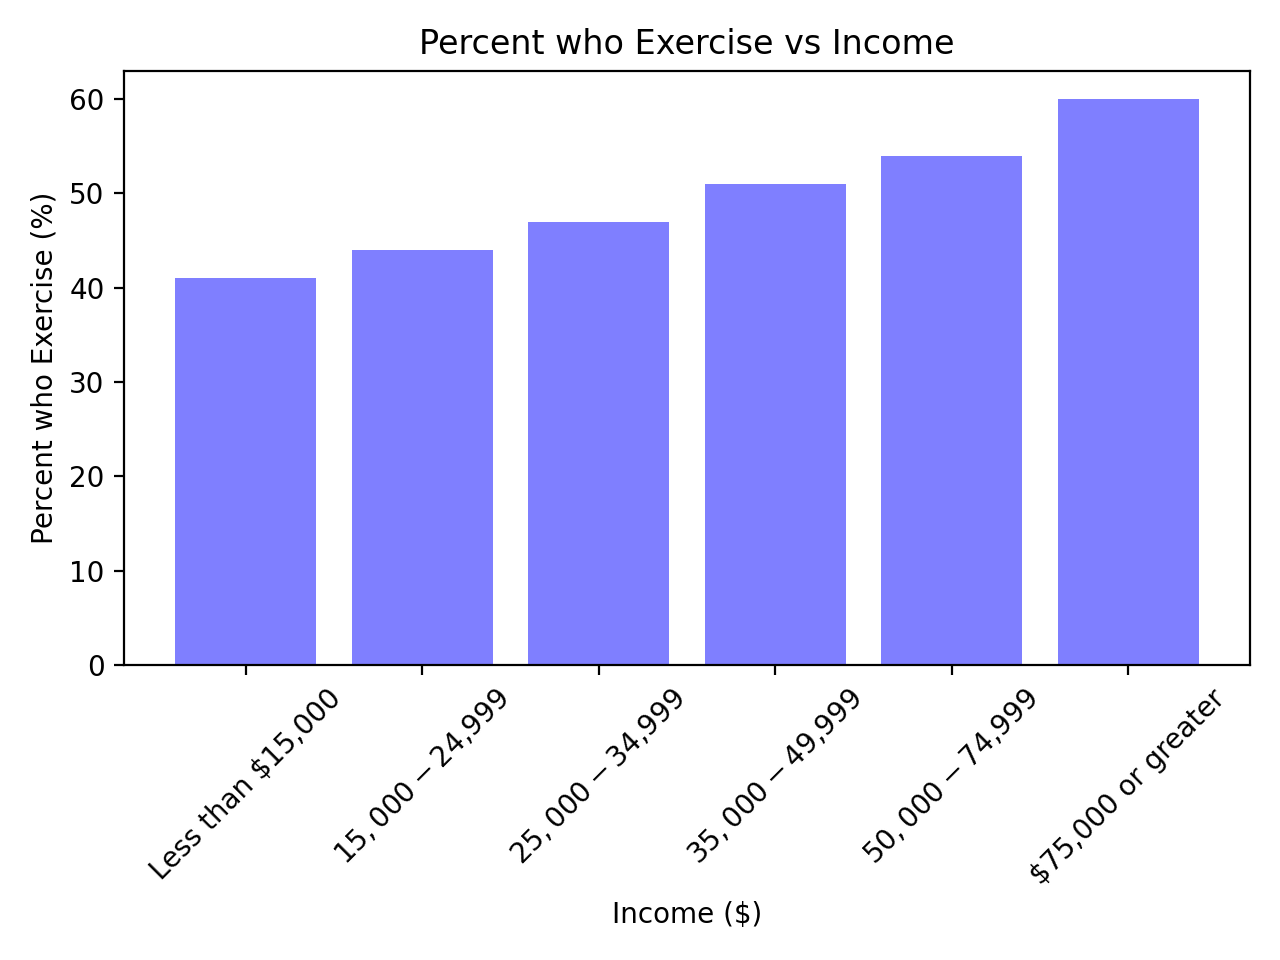 Percent who Exercise vs Income
Percent who Exercise (%)
60
50
40
30
20
10
0
Less than $15,000
15,000 − 24,999
25,000 − 34,999
35,000 − 49,999
50,000 − 74,999
$75,000 or greater
Income ($)